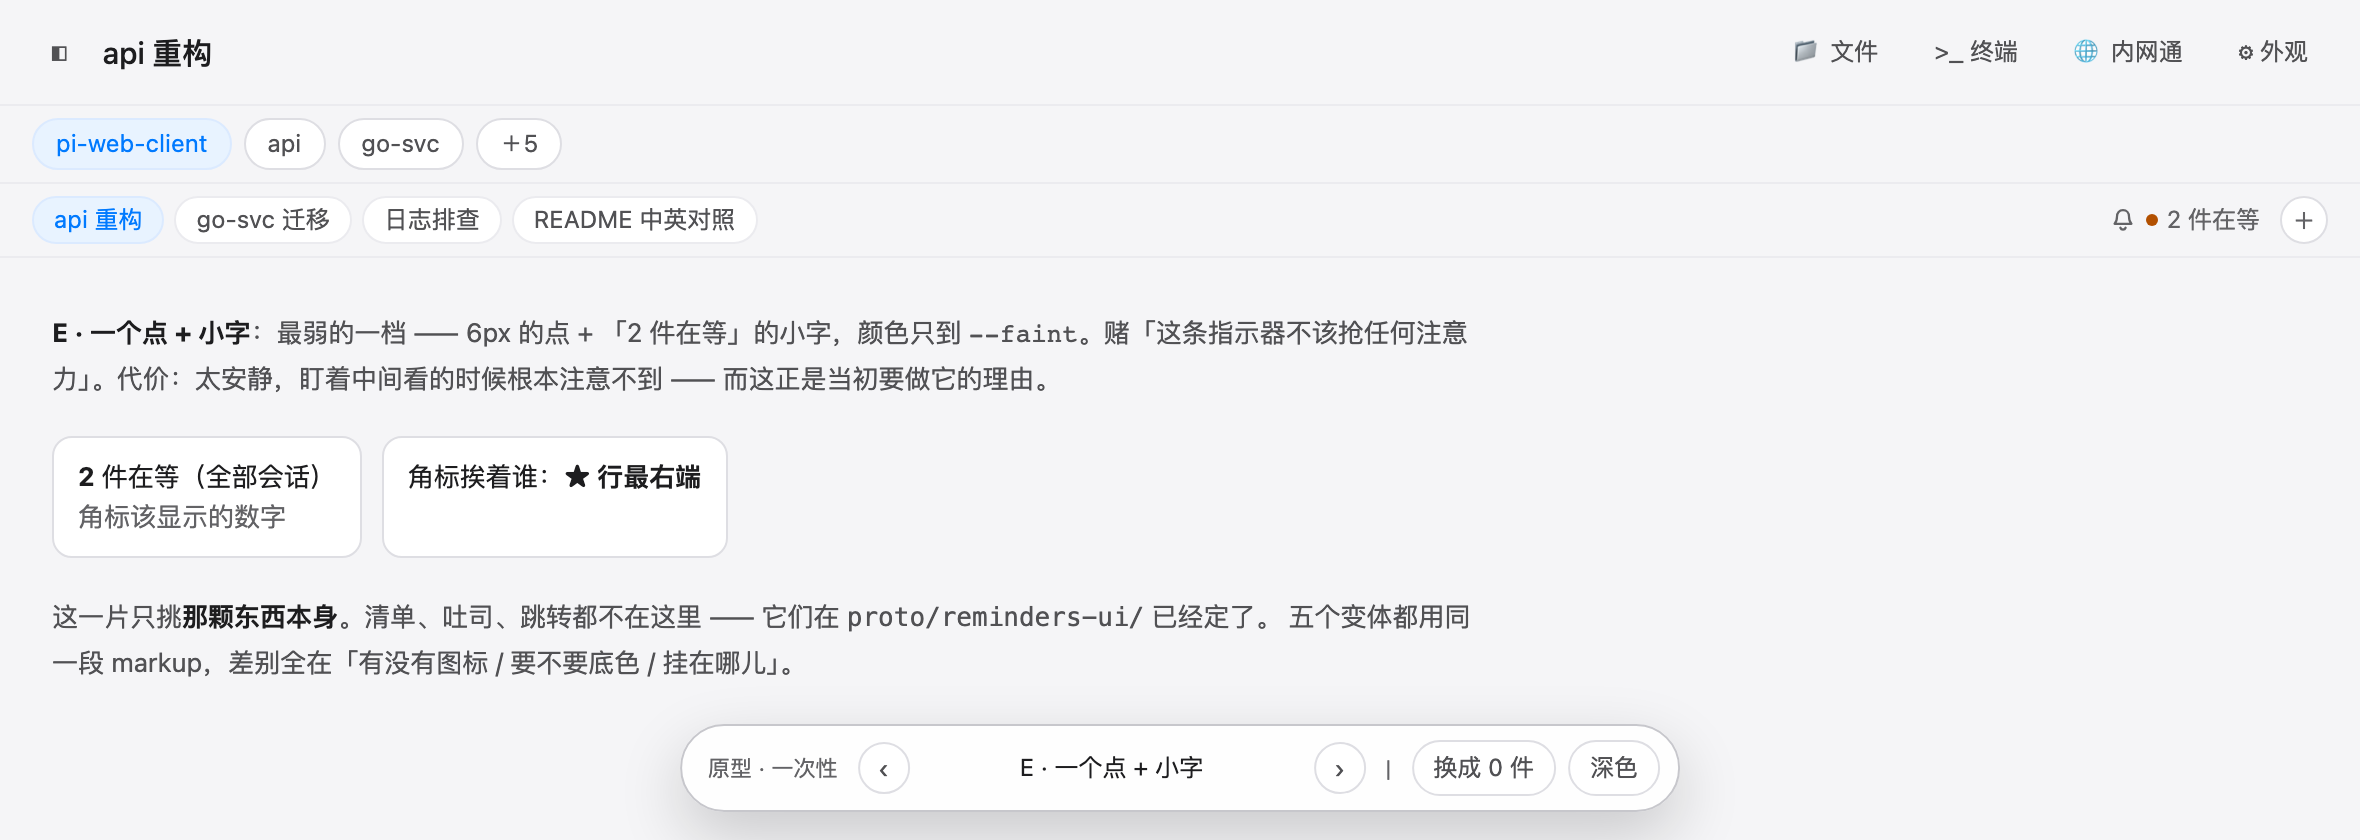 api 重构
文件 >_ 终端 内网通 外观
pi-web-client api go-svc +5
api 重构 go-svc 迁移 日志排查 README 中英对照 2 件在等 +
E · 一个点 + 小字：最弱的一档 —— 6px 的点 + 「2 件在等」的小字，颜色只到 --faint。赌「这条指示器不该抢任何注意
力」。代价：太安静，盯着中间看的时候根本注意不到 —— 而这正是当初要做它的理由。
2 件在等（全部会话）
角标该显示的数字
角标挨着谁：★ 行最右端
这一片只挑那颗东西本身。清单、吐司、跳转都不在这里 —— 它们在 proto/reminders-ui/ 已经定了。 五个变体都用同
一段 markup，差别全在「有没有图标 / 要不要底色 / 挂在哪儿」。
原型 · 一次性 ‹ E · 一个点 + 小字 › | 换成 0 件 深色